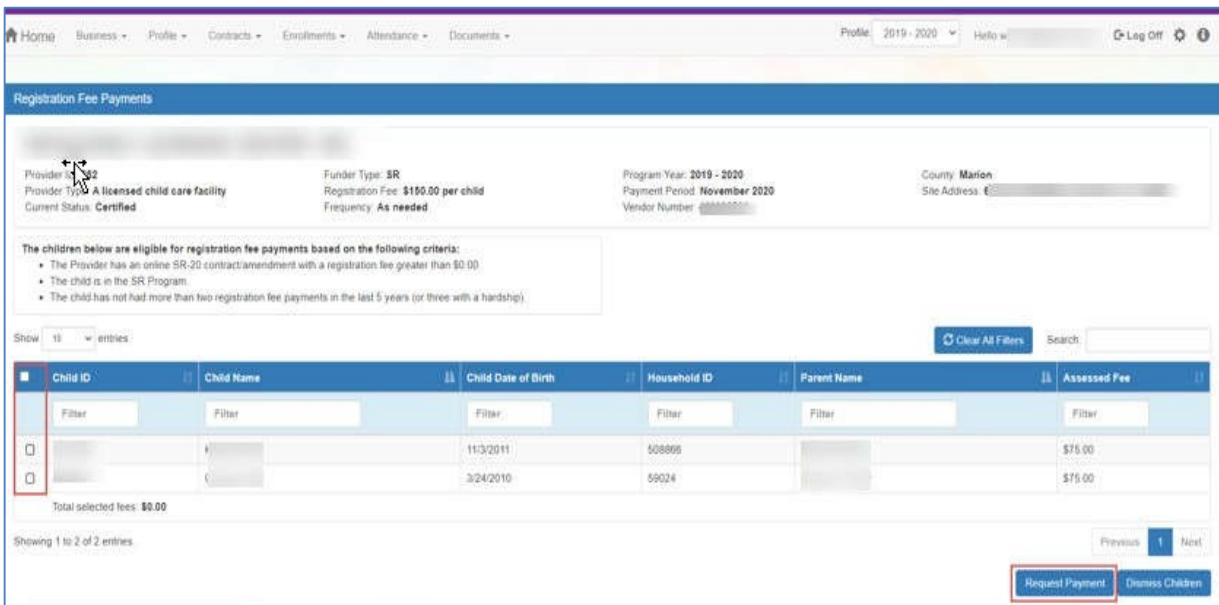 Home Business Profile Contracts Enrollments Attendance Documents Profile: 2019 - 2020 Hello Log Off
Registration Fee Payments
Provider 52 Funder Type: SR Program Year: 2019 - 2020 County: Marion
Provider Type: A licensed child care facility Registration Fee: $150.00 per child Payment Period: November 2020 Site Address: 6
Current Status: Certified Frequency: As needed Vendor Number:
The children below are eligible for registration fee payments based on the following criteria:
• The Provider has an online SR-20 contract/amendment with a registration fee greater than $0.00
• The child is in the SR Program.
• The child has not had more than two registration fee payments in the last 5 years (or three with a hardship).
Show 10 entries Clear All Filters Search:
Child ID Child Name Child Date of Birth Household ID Parent Name Assessed Fee
Filter Filter Filter Filter Filter Filter
11/3/2011 508866 $75.00
3/24/2010 59024 $75.00
Total selected fees: $0.00
Showing 1 to 2 of 2 entries Previous 1 Next
Request Payment Dismiss Children